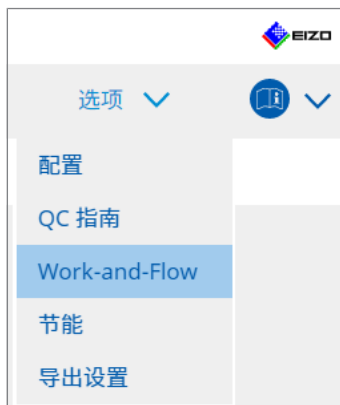 EIZO
选项
配置
QC 指南
Work-and-Flow
节能
导出设置